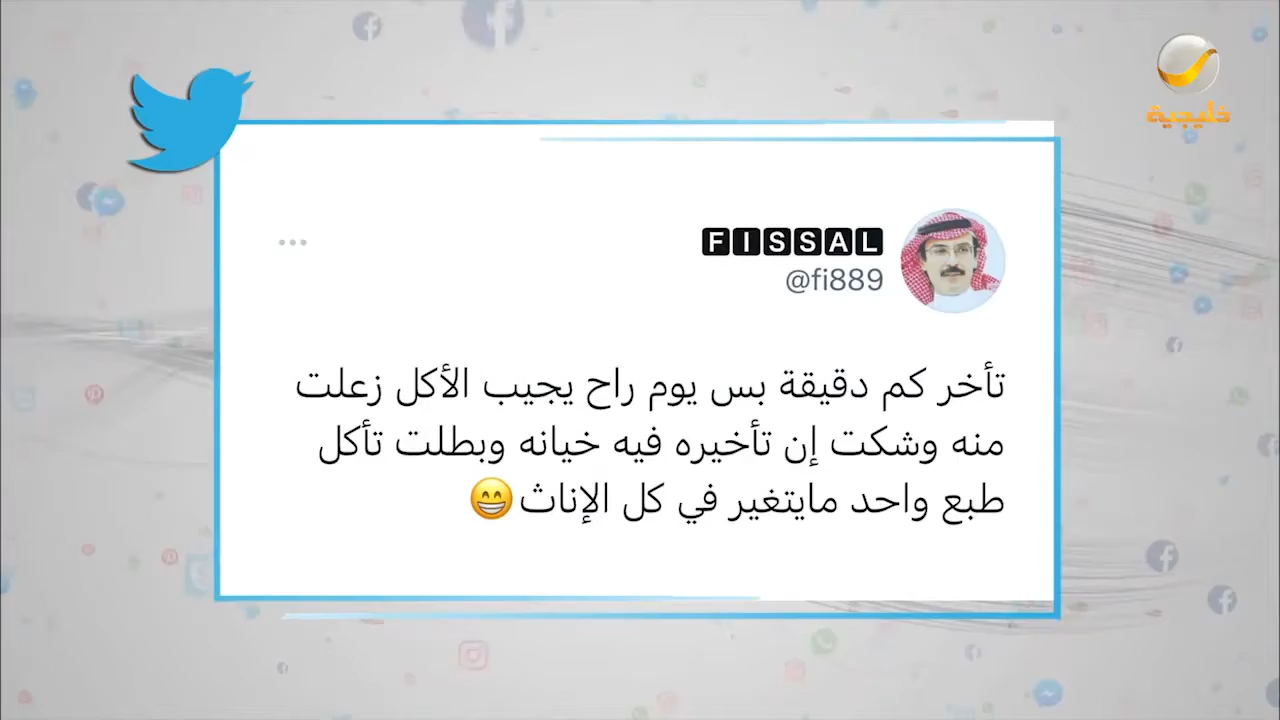 خليجية
FISSAL
@fi889
تأخر كم دقيقة بس يوم راح يجيب الأكل زعلت
منه وشكت إن تأخيره فيه خيانه وبطلت تأكل
طبع واحد مايتغير في كل الإناث😁